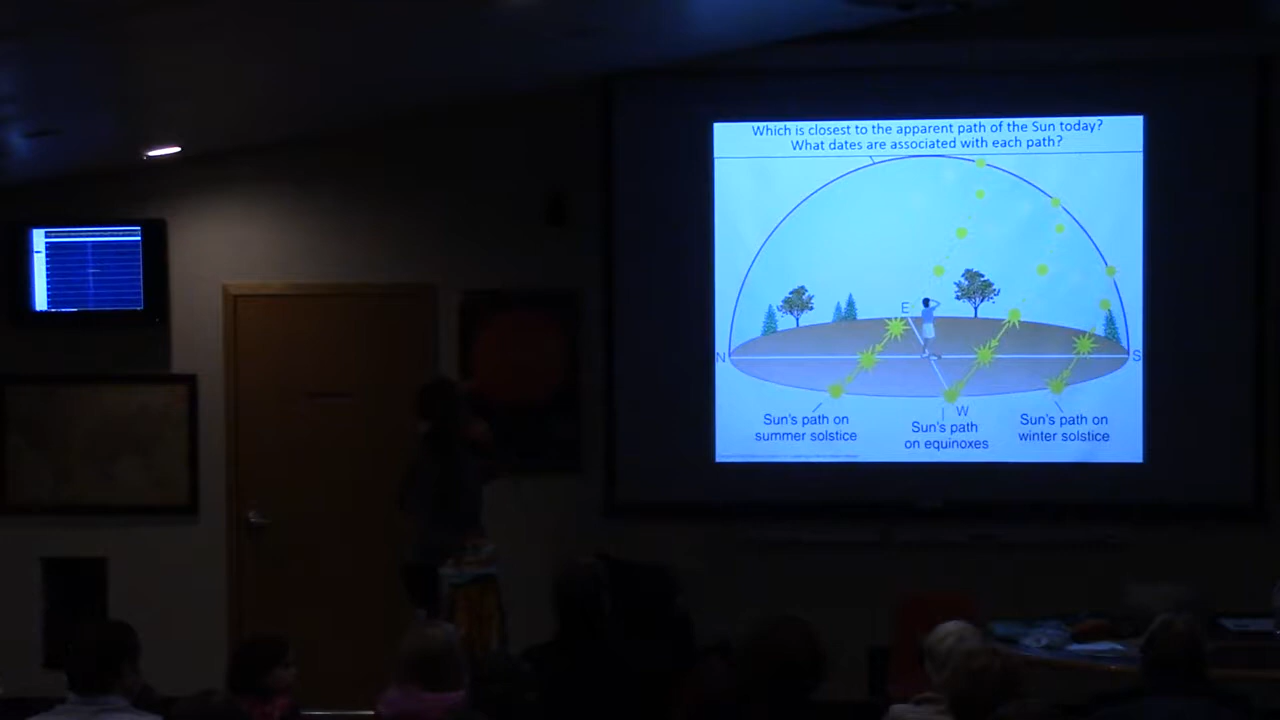 Which is closest to the apparent path of the Sun today?
What dates are associated with each path?
E
N
S
W
Sun's path on
summer solstice
Sun's path
on equinoxes
Sun's path on
winter solstice